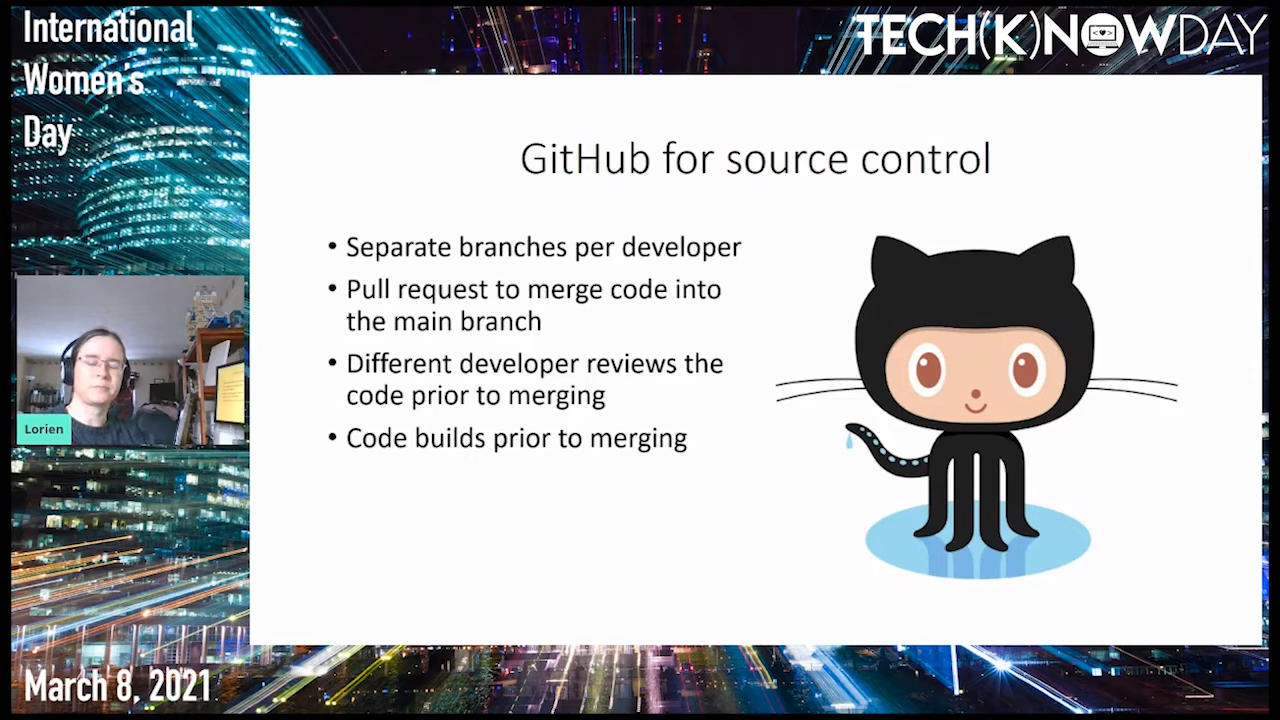 International
Women's
Day
TECH(K)NOWDAY
GitHub for source control
• Separate branches per developer
• Pull request to merge code into
the main branch
• Different developer reviews the
code prior to merging
• Code builds prior to merging
Lorien
March 8, 2021